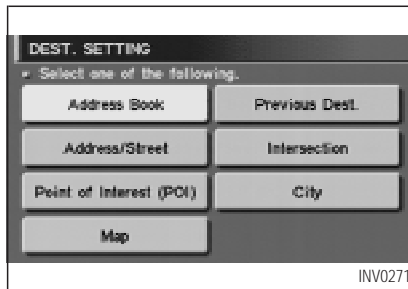 DEST. SETTING
Select one of the following.
Address Book
Previous Dest.
Address/Street
Intersection
Point of Interest (POI)
City
Map
INV0271